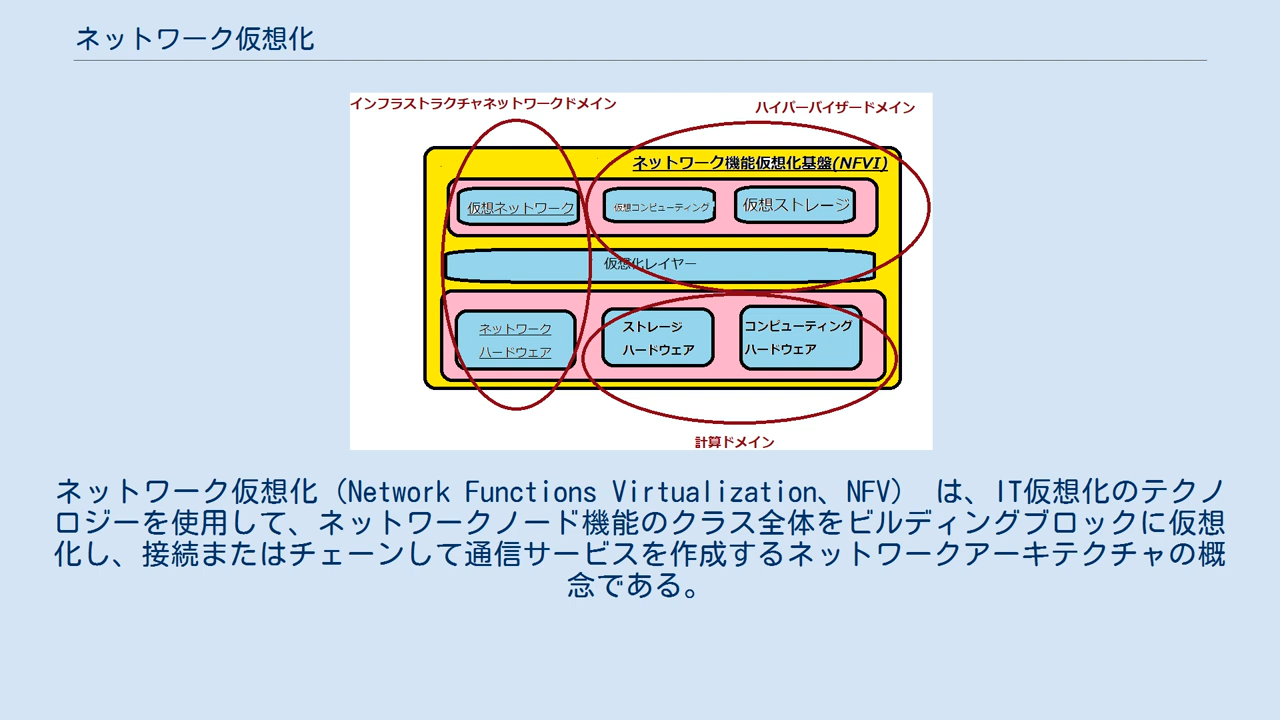 ネットワーク仮想化
インフラストラクチャネットワークドメイン
ハイパーバイザードメイン
ネットワーク機能仮想化基盤(NFVI)
仮想ネットワーク
仮想コンピューティング
仮想ストレージ
仮想化レイヤー
ネットワーク
ハードウェア
ストレージ
ハードウェア
コンピューティング
ハードウェア
計算ドメイン
ネットワーク仮想化（Network Functions Virtualization、NFV） は、IT仮想化のテクノ
ロジーを使用して、ネットワークノード機能のクラス全体をビルディングブロックに仮想
化し、接続またはチェーンして通信サービスを作成するネットワークアーキテクチャの概
念である。